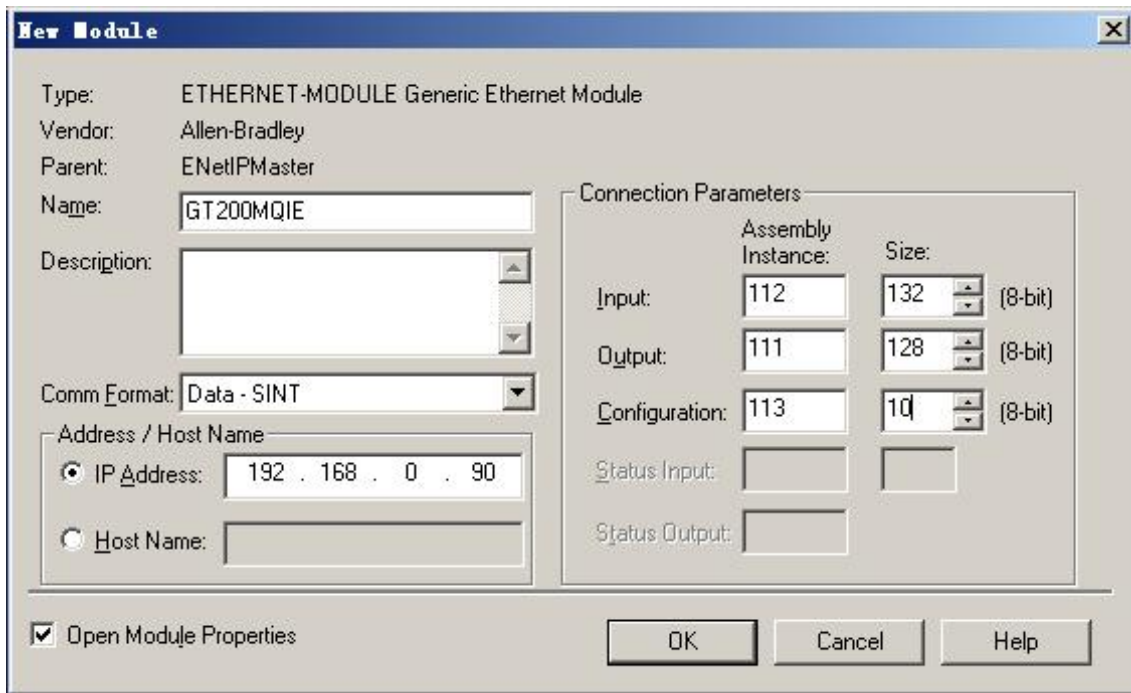 New Module
Type: ETHERNET-MODULE Generic Ethernet Module
Vendor: Allen-Bradley
Parent: ENetIPMaster
Name: GT200MQIE
Description:
Comm Format: Data - SINT
Address / Host Name
IP Address: 192 . 168 . 0 . 90
Host Name:
Connection Parameters
Assembly Instance: Size:
Input: 112 132 (8-bit)
Output: 111 128 (8-bit)
Configuration: 113 10 (8-bit)
Status Input:
Status Output:
Open Module Properties
OK Cancel Help